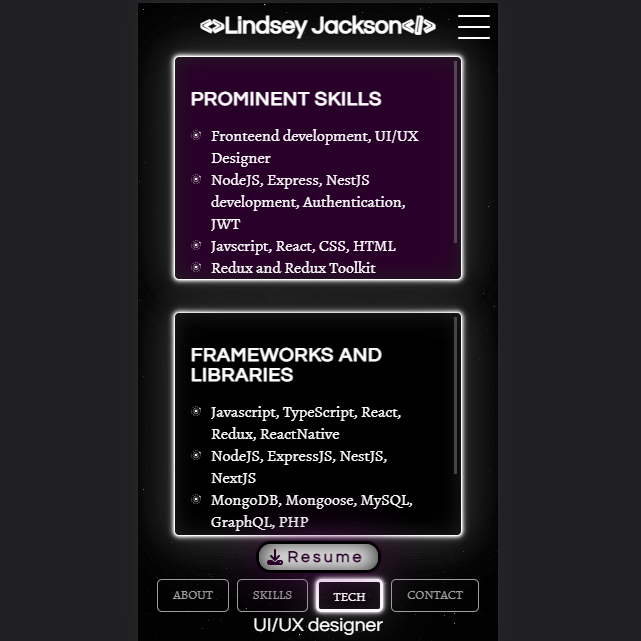 <>Lindsey Jackson</>
PROMINENT SKILLS
Fronteend development, UI/UX
Designer
NodeJS, Express, NestJS
development, Authentication,
JWT
Javscript, React, CSS, HTML
Redux and Redux Toolkit
FRAMEWORKS AND
LIBRARIES
Javascript, TypeScript, React,
Redux, ReactNative
NodeJS, ExpressJS, NestJS,
NextJS
MongoDB, Mongoose, MySQL,
GraphQL, PHP
Resume
ABOUT SKILLS TECH CONTACT
UI/UX designer